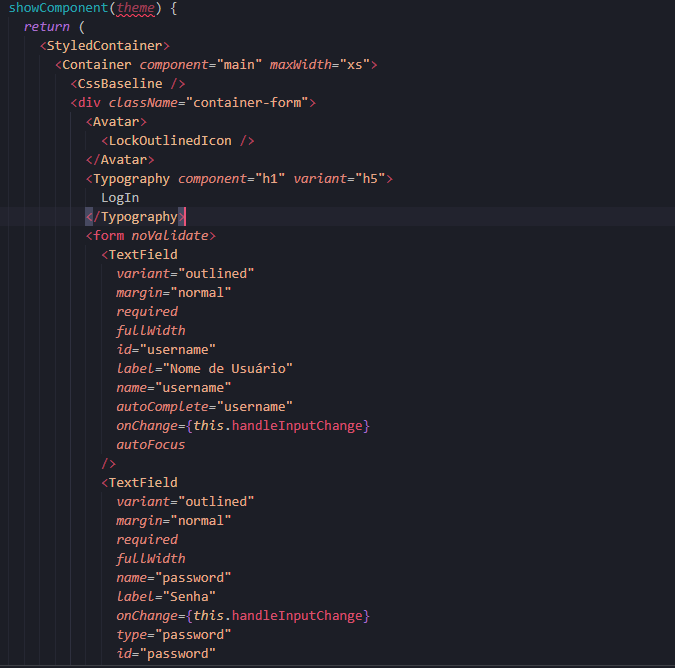 showComponent(theme) {
return (
<StyledContainer>
<Container component="main" maxWidth="xs">
<CssBaseline />
<div className="container-form">
<Avatar>
<LockOutlinedIcon />
</Avatar>
<Typography component="h1" variant="h5">
LogIn
</Typography>
<form noValidate>
<TextField
variant="outlined"
margin="normal"
required
fullWidth
id="username"
label="Nome de Usuário"
name="username"
autoComplete="username"
onChange={this.handleInputChange}
autoFocus
/>
<TextField
variant="outlined"
margin="normal"
required
fullWidth
name="password"
label="Senha"
onChange={this.handleInputChange}
type="password"
id="password"